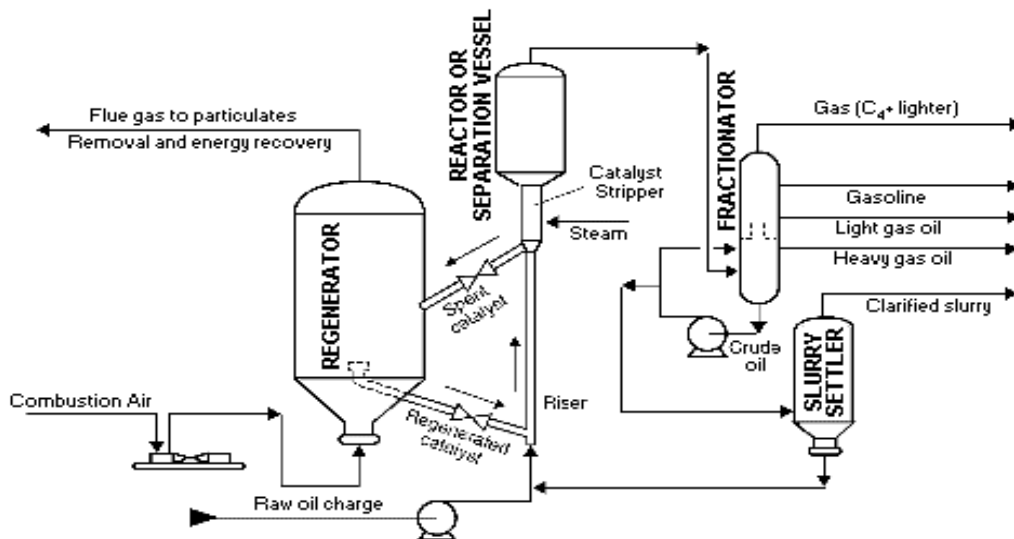 REACTOR OR
SEPARATION VESSEL
Flue gas to particulates
Removal and energy recovery
FRACTIONATOR
Gas (C₄+ lighter)
Catalyst
Stripper
Steam
Gasoline
Light gas oil
Heavy gas oil
Clarified slurry
REGENERATOR
Spent
catalyst
Crude
oil
SLURRY
SETTLER
Combustion Air
Riser
Regenerated
catalyst
Raw oil charge